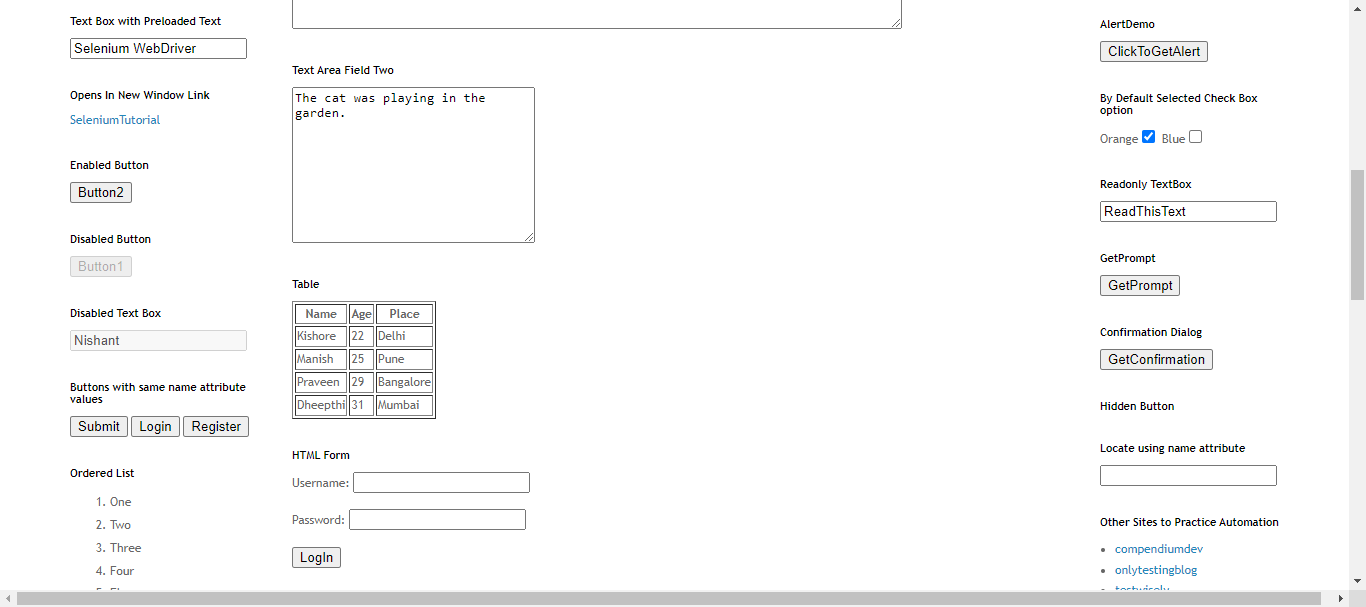 Text Box with Preloaded Text
Selenium WebDriver
Opens In New Window Link
SeleniumTutorial
Enabled Button
Button2
Disabled Button
Button1
Disabled Text Box
Nishant
Buttons with same name attribute
values
Submit Login Register
Ordered List
1. One
2. Two
3. Three
4. Four
Text Area Field Two
The cat was playing in the
garden.
Table
Name Age Place
Kishore 22 Delhi
Manish 25 Pune
Praveen 29 Bangalore
Dheepthi 31 Mumbai
HTML Form
Username:
Password:
LogIn
AlertDemo
ClickToGetAlert
By Default Selected Check Box
option
Orange Blue
Readonly TextBox
ReadThisText
GetPrompt
GetPrompt
Confirmation Dialog
GetConfirmation
Hidden Button
Locate using name attribute
Other Sites to Practice Automation
• compendiumdev
• onlytestingblog